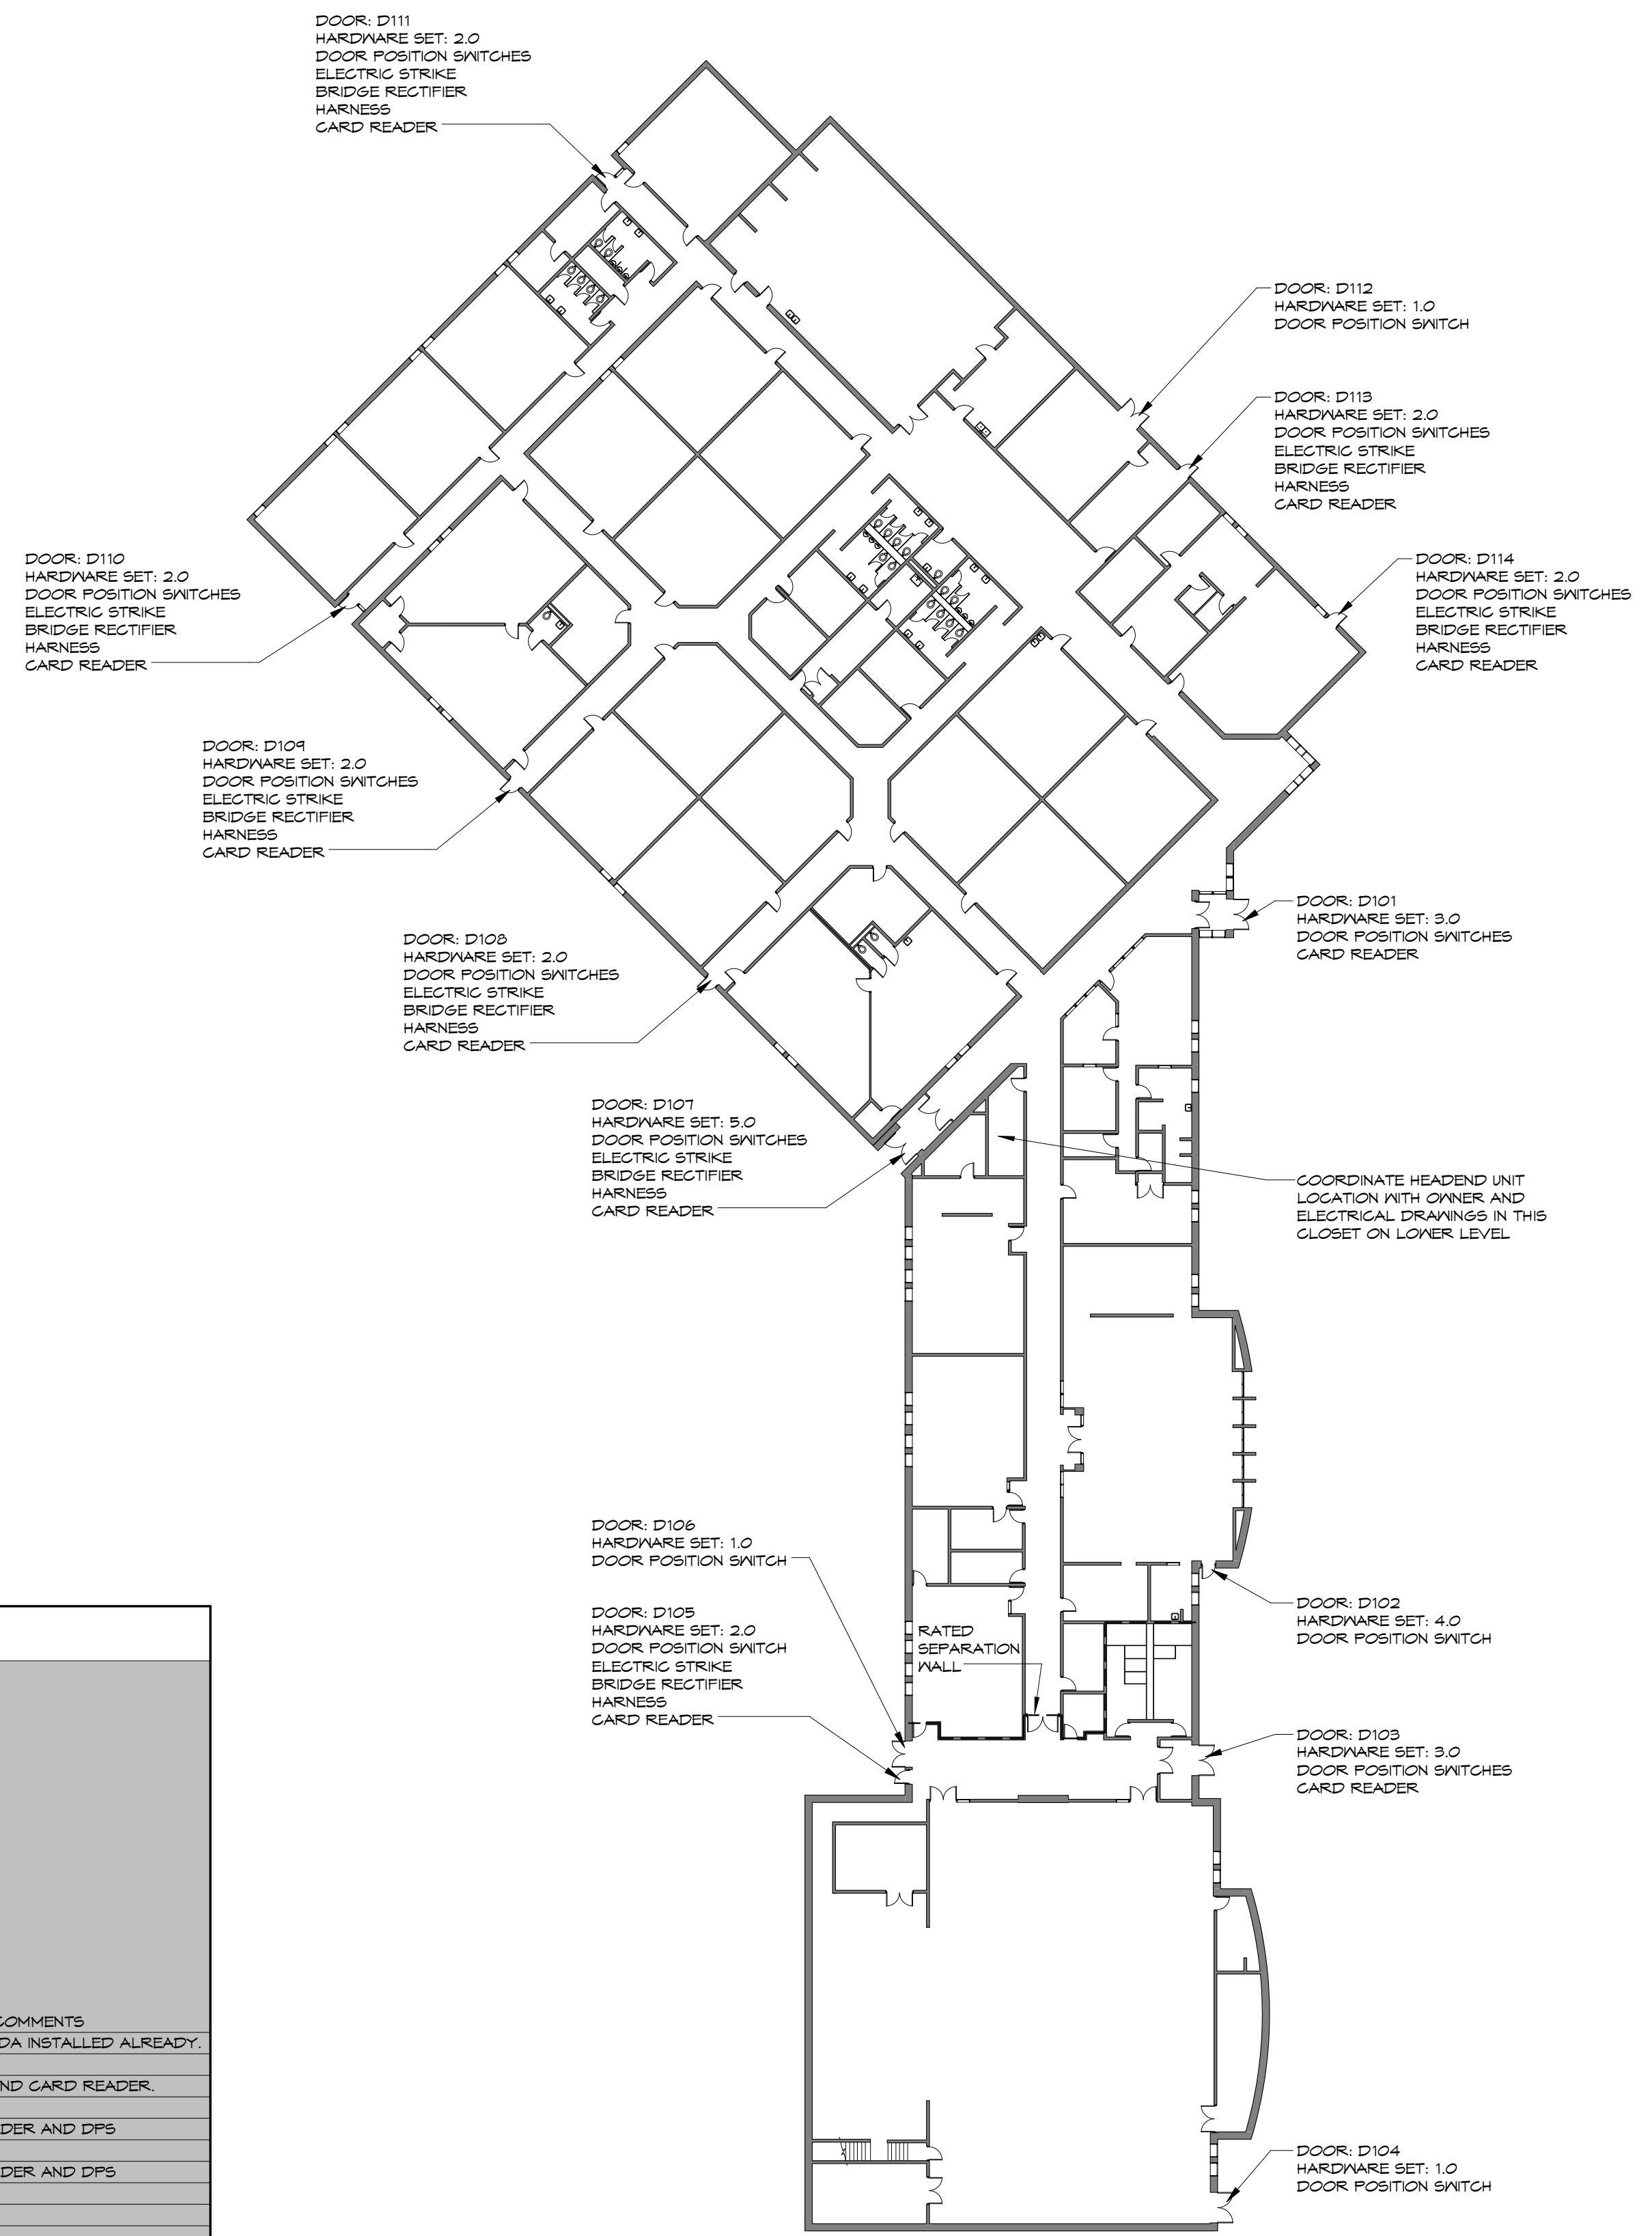 DOOR: D111
HARDWARE SET: 2.0
DOOR POSITION SWITCHES
ELECTRIC STRIKE
BRIDGE RECTIFIER
HARNESS
CARD READER
DOOR: D112
HARDWARE SET: 1.0
DOOR POSITION SWITCH
DOOR: D113
HARDWARE SET: 2.0
DOOR POSITION SWITCHES
ELECTRIC STRIKE
BRIDGE RECTIFIER
HARNESS
CARD READER
DOOR: D110
HARDWARE SET: 2.0
DOOR POSITION SWITCHES
ELECTRIC STRIKE
BRIDGE RECTIFIER
HARNESS
CARD READER
DOOR: D114
HARDWARE SET: 2.0
DOOR POSITION SWITCHES
ELECTRIC STRIKE
BRIDGE RECTIFIER
HARNESS
CARD READER
DOOR: D109
HARDWARE SET: 2.0
DOOR POSITION SWITCHES
ELECTRIC STRIKE
BRIDGE RECTIFIER
HARNESS
CARD READER
DOOR: D101
HARDWARE SET: 3.0
DOOR POSITION SWITCHES
CARD READER
DOOR: D108
HARDWARE SET: 2.0
DOOR POSITION SWITCHES
ELECTRIC STRIKE
BRIDGE RECTIFIER
HARNESS
CARD READER
DOOR: D107
HARDWARE SET: 5.0
DOOR POSITION SWITCHES
ELECTRIC STRIKE
BRIDGE RECTIFIER
HARNESS
CARD READER
COORDINATE HEADEND UNIT
LOCATION WITH OWNER AND
ELECTRICAL DRAWINGS IN THIS
CLOSET ON LOWER LEVEL
DOOR: D106
HARDWARE SET: 1.0
DOOR POSITION SWITCH
DOOR: D105
HARDWARE SET: 2.0
DOOR POSITION SWITCH
ELECTRIC STRIKE
BRIDGE RECTIFIER
HARNESS
CARD READER
RATED
SEPARATION
WALL
DOOR: D102
HARDWARE SET: 4.0
DOOR POSITION SWITCH
DOOR: D103
HARDWARE SET: 3.0
DOOR POSITION SWITCHES
CARD READER
DOOR: D104
HARDWARE SET: 1.0
DOOR POSITION SWITCH
COMMENTS
DA INSTALLED ALREADY.
ND CARD READER.
DER AND DPS
DER AND DPS